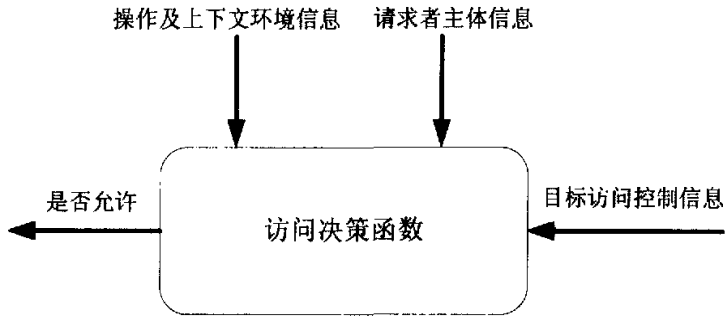 操作及上下文环境信息
请求者主体信息
是否允许
访问决策函数
目标访问控制信息